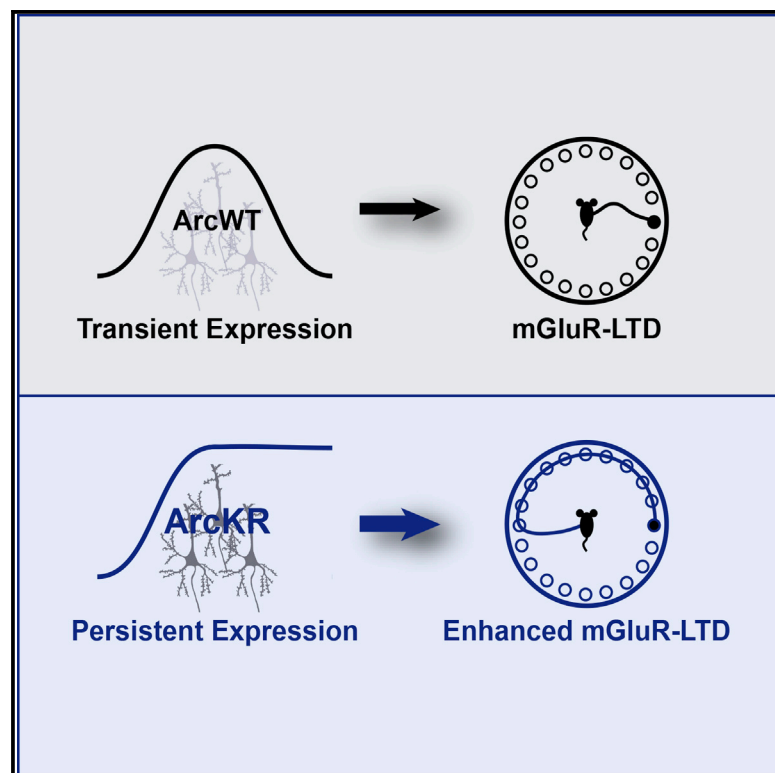 ArcWT
Transient Expression
mGluR-LTD
ArcKR
Persistent Expression
Enhanced mGluR-LTD